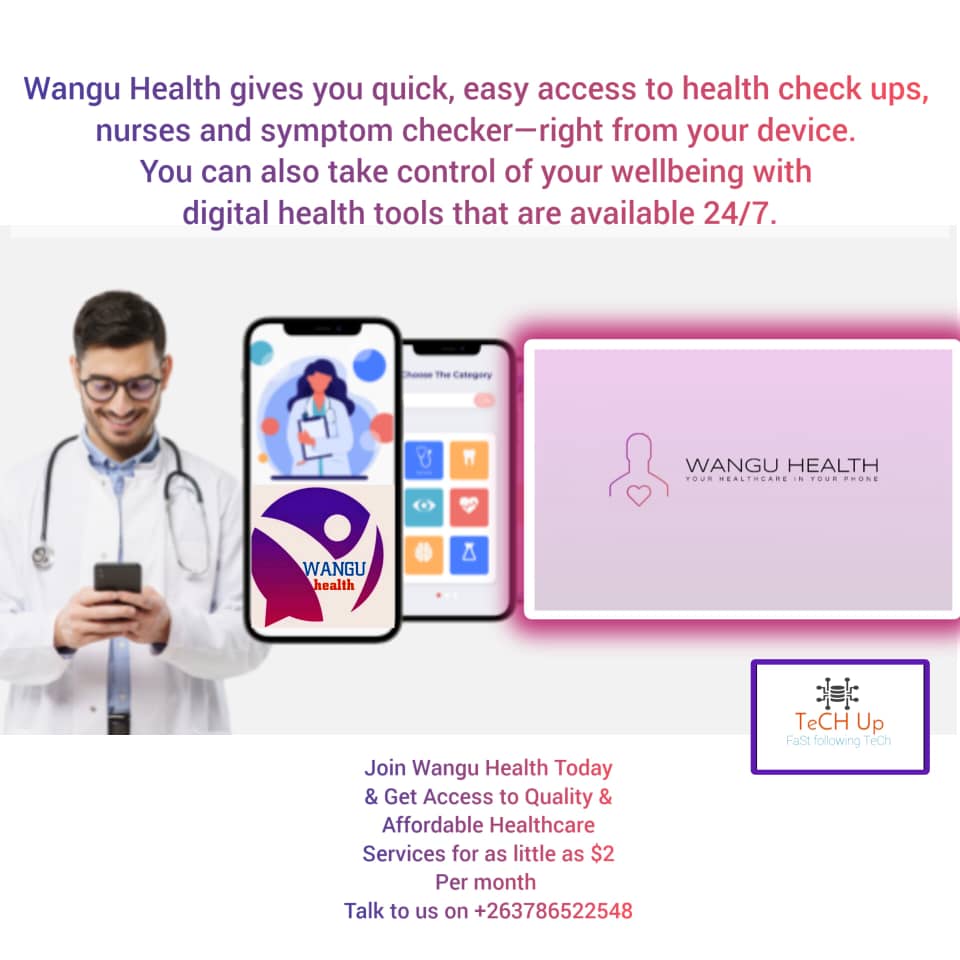 Wangu Health gives you quick, easy access to health check ups,
nurses and symptom checker—right from your device.
You can also take control of your wellbeing with
digital health tools that are available 24/7.
Choose The Category
WANGU
health
WANGU HEALTH
YOUR HEALTHCARE IN YOUR PHONE
TeCH Up
FaSt following TeCh
Join Wangu Health Today
& Get Access to Quality &
Affordable Healthcare
Services for as little as $2
Per month
Talk to us on +263786522548